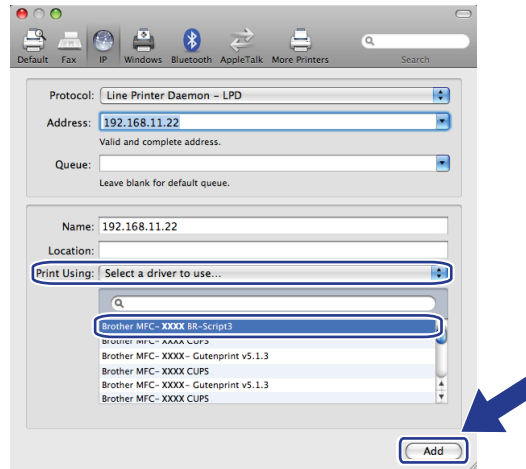 Default Fax IP Windows Bluetooth AppleTalk More Printers Search
Protocol: Line Printer Daemon – LPD
Address: 192.168.11.22
Valid and complete address.
Queue:
Leave blank for default queue.
Name: 192.168.11.22
Location:
Print Using: Select a driver to use...
Brother MFC- XXXX BR-Script3
Brother MFC- XXXX CUPS
Brother MFC- XXXX- Gutenprint v5.1.3
Brother MFC- XXXX CUPS
Brother MFC- XXXX- Gutenprint v5.1.3
Brother MFC- XXXX CUPS
Add